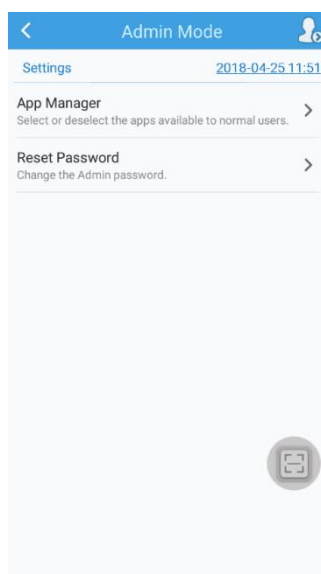 Admin Mode
Settings 2018-04-25 11:51
App Manager
Select or deselect the apps available to normal users.
Reset Password
Change the Admin password.